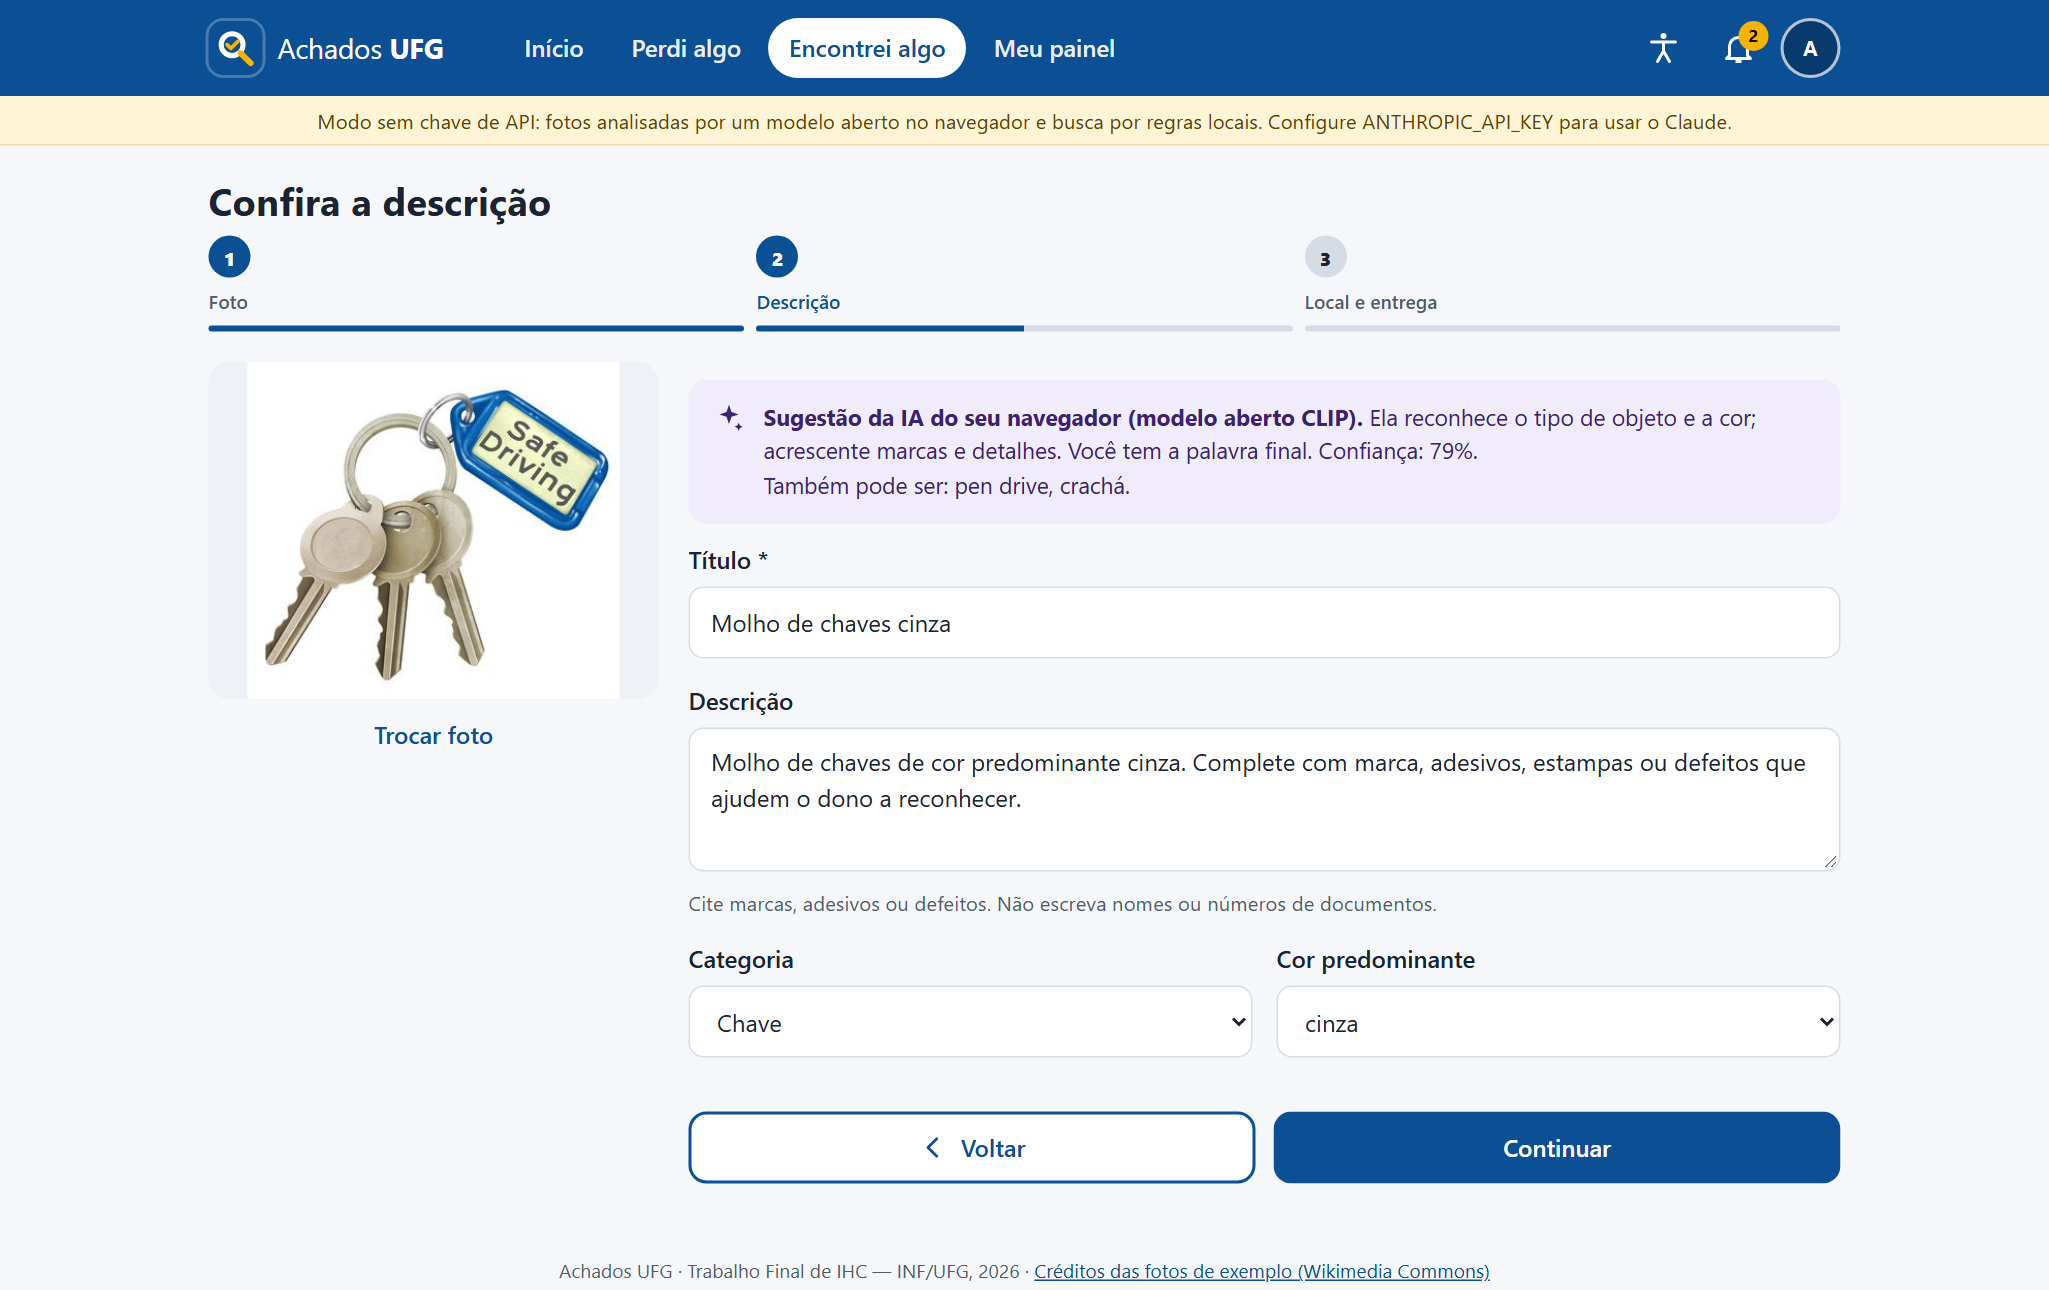 Achados UFG
Início
Perdi algo
Encontrei algo
Meu painel
2
A
Modo sem chave de API: fotos analisadas por um modelo aberto no navegador e busca por regras locais. Configure ANTHROPIC_API_KEY para usar o Claude.
Confira a descrição
1
Foto
2
Descrição
3
Local e entrega
Safe
Driving
Trocar foto
Sugestão da IA do seu navegador (modelo aberto CLIP). Ela reconhece o tipo de objeto e a cor;
acrescente marcas e detalhes. Você tem a palavra final. Confiança: 79%.
Também pode ser: pen drive, crachá.
Título *
Molho de chaves cinza
Descrição
Molho de chaves de cor predominante cinza. Complete com marca, adesivos, estampas ou defeitos que
ajudem o dono a reconhecer.
Cite marcas, adesivos ou defeitos. Não escreva nomes ou números de documentos.
Categoria
Chave
Cor predominante
cinza
Voltar
Continuar
Achados UFG · Trabalho Final de IHC — INF/UFG, 2026 · Créditos das fotos de exemplo (Wikimedia Commons)